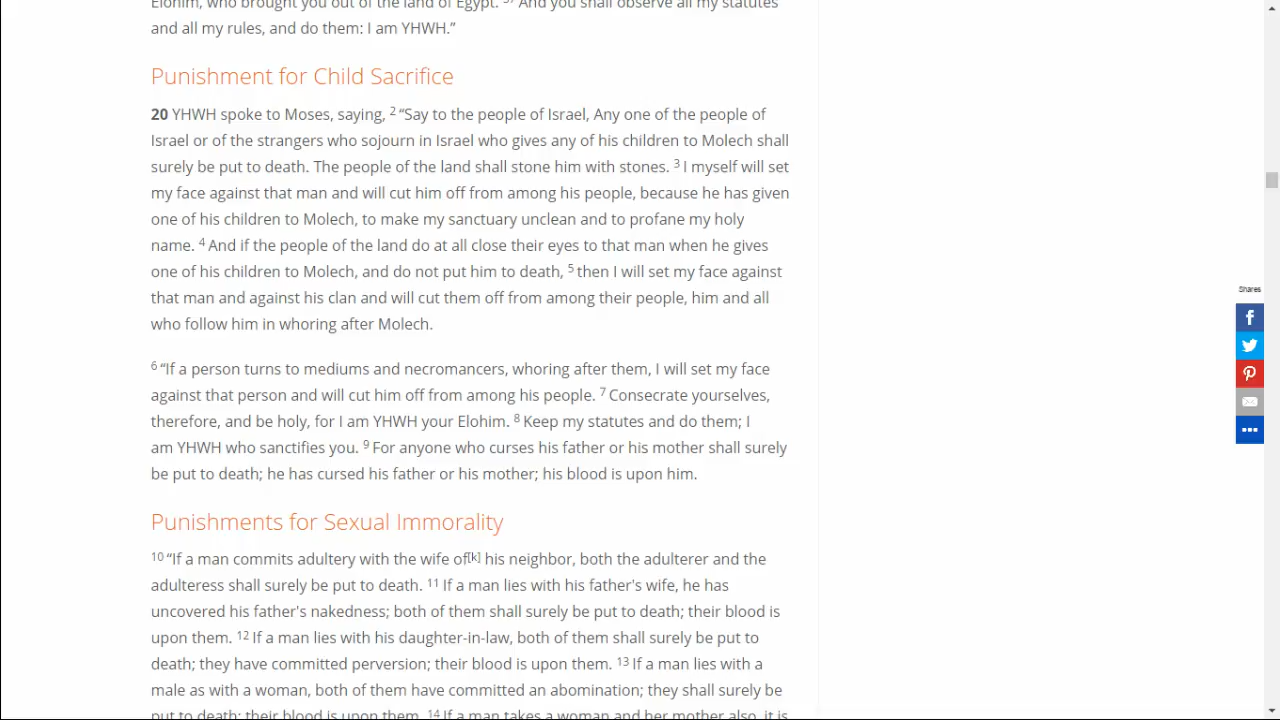 Elohim, who brought you out of the land of Egypt. 37 And you shall observe all my statutes
and all my rules, and do them: I am YHWH.”
Punishment for Child Sacrifice
20 YHWH spoke to Moses, saying, 2 “Say to the people of Israel, Any one of the people of
Israel or of the strangers who sojourn in Israel who gives any of his children to Molech shall
surely be put to death. The people of the land shall stone him with stones. 3 I myself will set
my face against that man and will cut him off from among his people, because he has given
one of his children to Molech, to make my sanctuary unclean and to profane my holy
name. 4 And if the people of the land do at all close their eyes to that man when he gives
one of his children to Molech, and do not put him to death, 5 then I will set my face against
that man and against his clan and will cut them off from among their people, him and all
who follow him in whoring after Molech.
6 “If a person turns to mediums and necromancers, whoring after them, I will set my face
against that person and will cut him off from among his people. 7 Consecrate yourselves,
therefore, and be holy, for I am YHWH your Elohim. 8 Keep my statutes and do them; I
am YHWH who sanctifies you. 9 For anyone who curses his father or his mother shall surely
be put to death; he has cursed his father or his mother; his blood is upon him.
Punishments for Sexual Immorality
10 “If a man commits adultery with the wife of[k] his neighbor, both the adulterer and the
adulteress shall surely be put to death. 11 If a man lies with his father's wife, he has
uncovered his father's nakedness; both of them shall surely be put to death; their blood is
upon them. 12 If a man lies with his daughter-in-law, both of them shall surely be put to
death; they have committed perversion; their blood is upon them. 13 If a man lies with a
male as with a woman, both of them have committed an abomination; they shall surely be
put to death; their blood is upon them. 14 If a man takes a woman and her mother also, it is
Shares